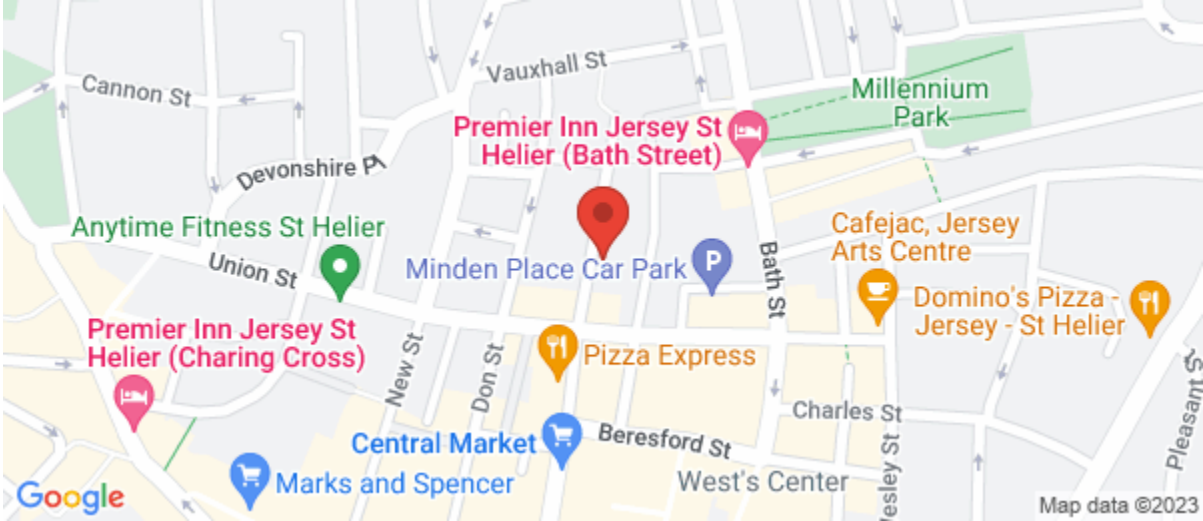 Vauxhall St
Cannon St
Millennium
Park
Premier Inn Jersey St
Helier (Bath Street)
Devonshire Pl
Anytime Fitness St Helier
Cafejac, Jersey
Arts Centre
Union St
Minden Place Car Park
P
Bath St
Domino's Pizza -
Jersey - St Helier
Premier Inn Jersey St
Helier (Charing Cross)
Pizza Express
New St
Don St
Pleasant S
Charles St
Central Market
Beresford St
Marks and Spencer
West's Center
esley St
Google
Map data ©2023